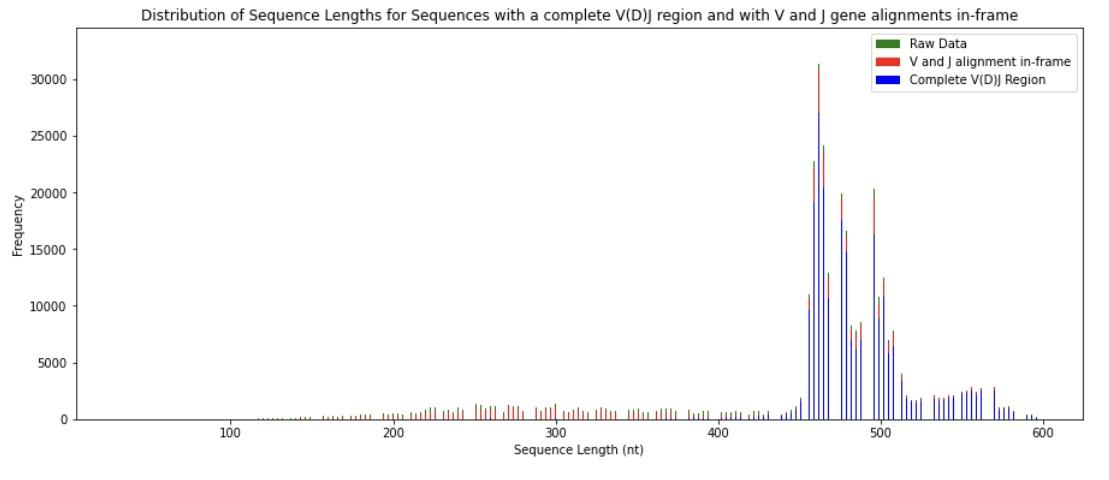 Distribution of Sequence Lengths for Sequences with a complete V(D)J region and with V and J gene alignments in-frame
Raw Data
V and J alignment in-frame
Complete V(D)J Region
30000
25000
20000
15000
10000
5000
0
Frequency
100 200 300 400 500 600
Sequence Length (nt)